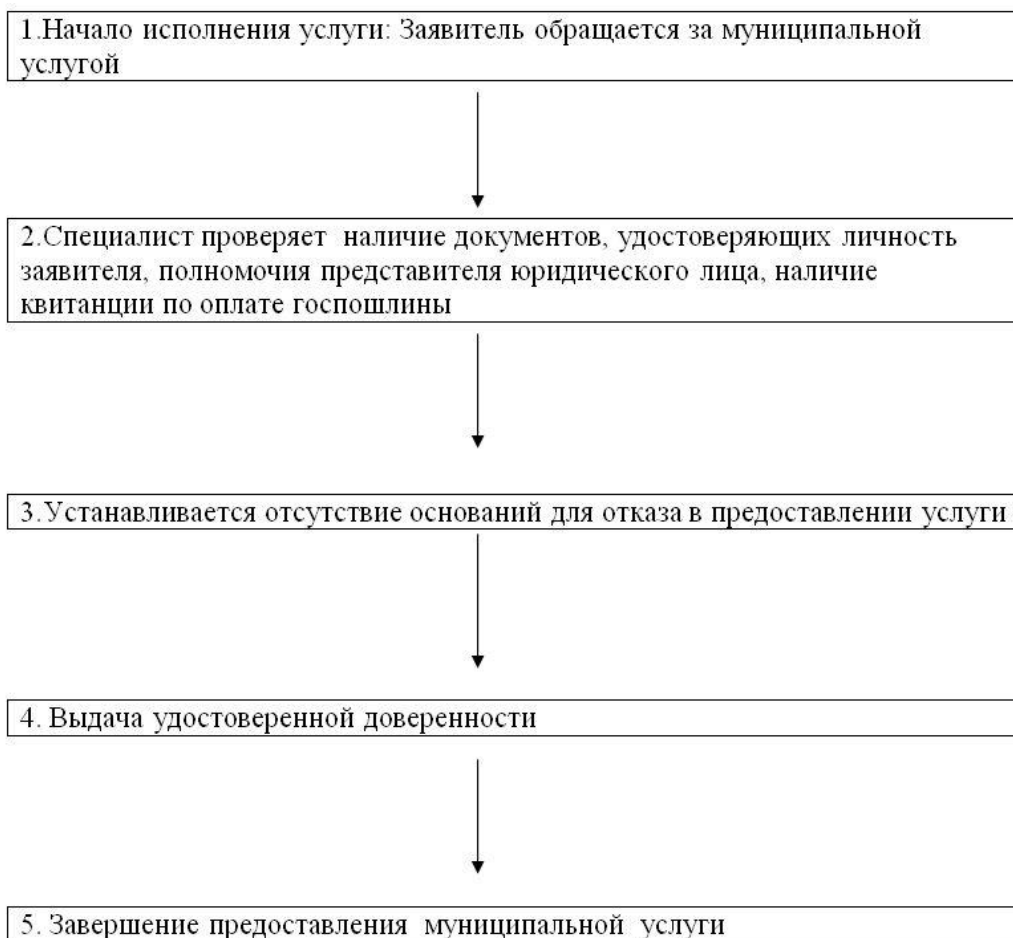 1.Начало исполнения услуги: Заявитель обращается за муниципальной
услугой
2.Специалист проверяет наличие документов, удостоверяющих личность
заявителя, полномочия представителя юридического лица, наличие
квитанции по оплате госпошлины
3.Устанавливается отсутствие оснований для отказа в предоставлении услуги
4. Выдача удостоверенной доверенности
5. Завершение предоставления муниципальной услуги